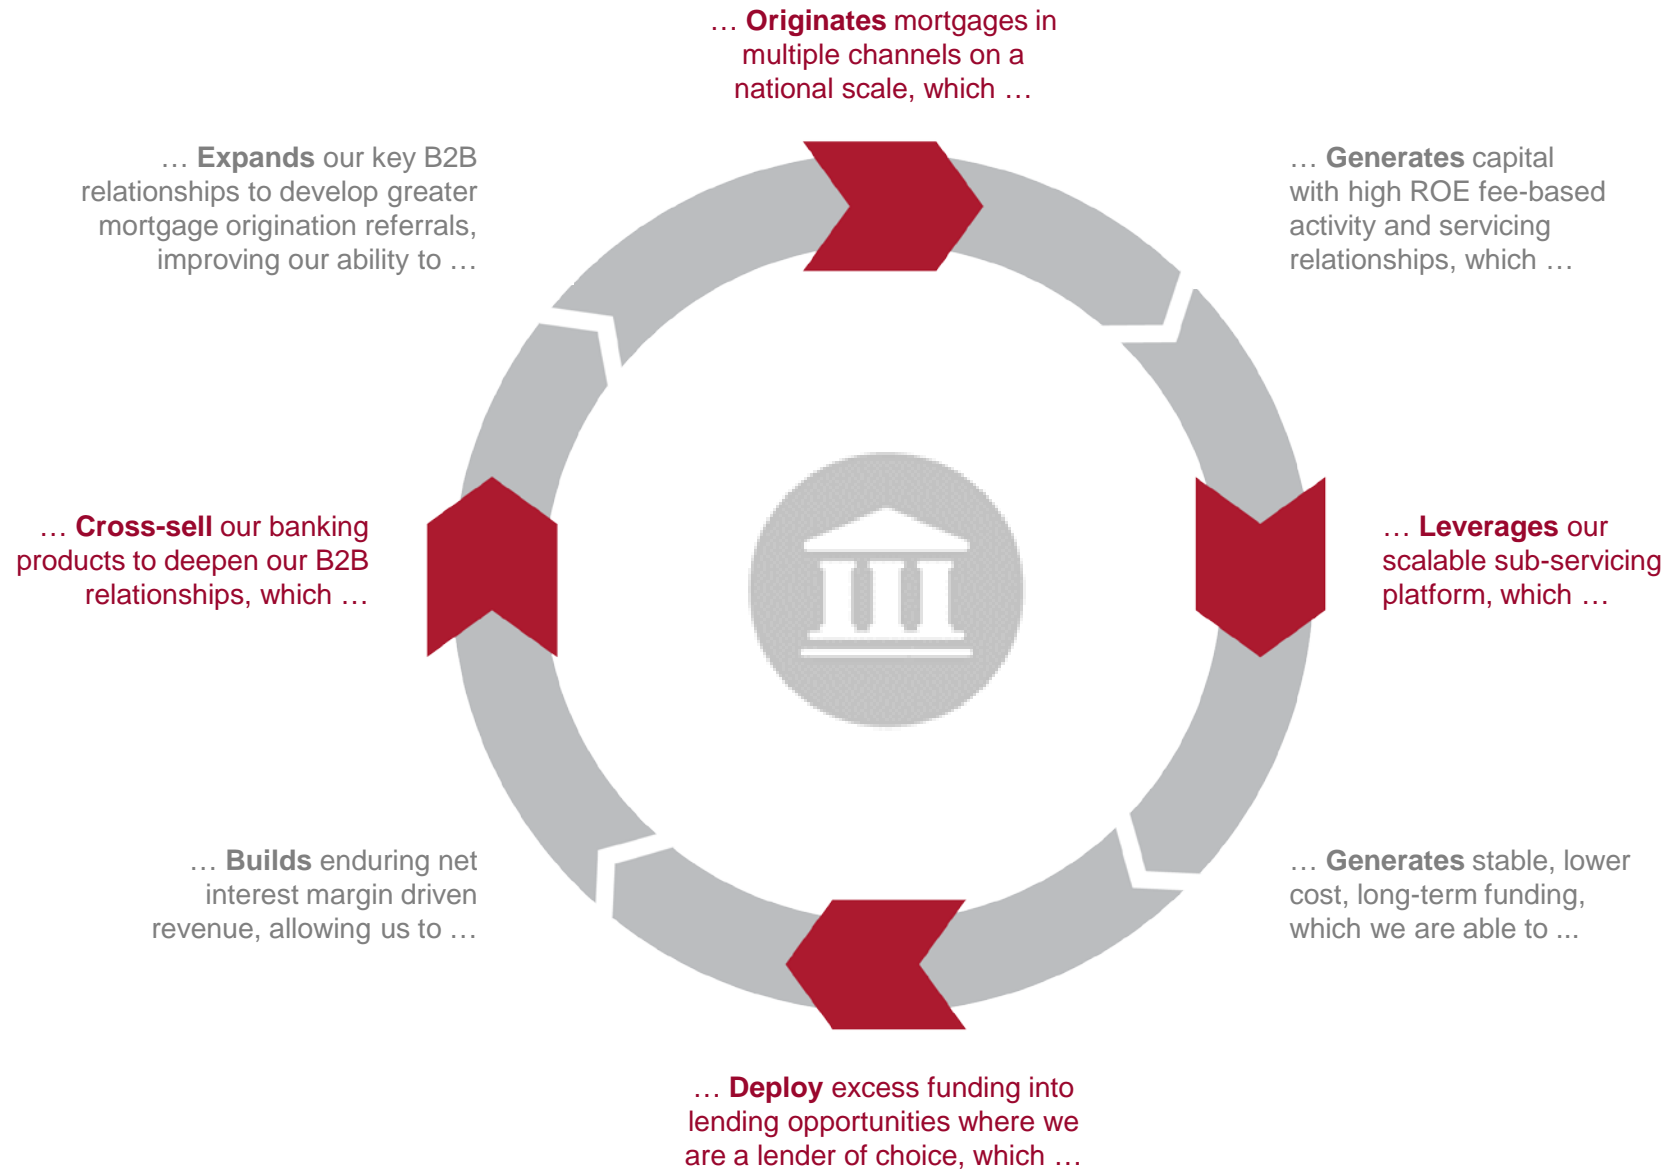 … Originates mortgages in
multiple channels on a
national scale, which …
… Generates capital
with high ROE fee-based
activity and servicing
relationships, which …
… Leverages our
scalable sub-servicing
platform, which …
… Generates stable, lower
cost, long-term funding,
which we are able to ...
… Deploy excess funding into
lending opportunities where we
are a lender of choice, which …
… Builds enduring net
interest margin driven
revenue, allowing us to …
… Cross-sell our banking
products to deepen our B2B
relationships, which …
… Expands our key B2B
relationships to develop greater
mortgage origination referrals,
improving our ability to …